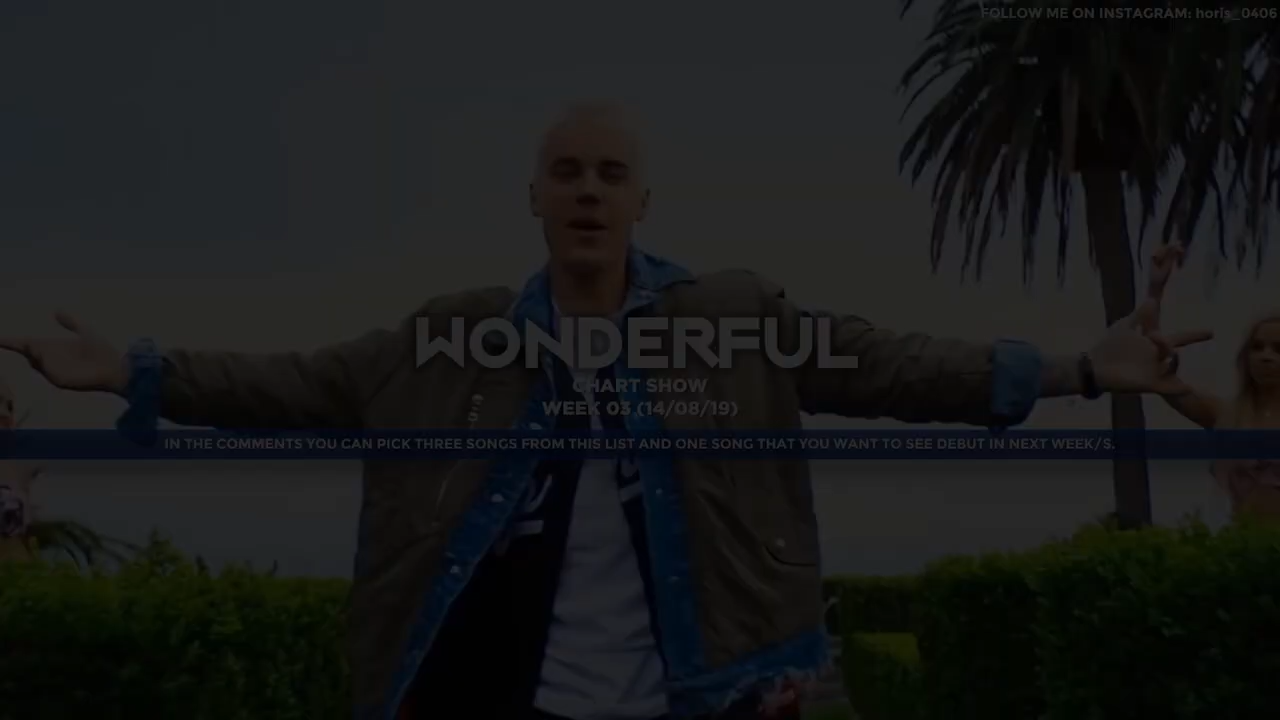 FOLLOW ME ON INSTAGRAM: horis_0406
WONDERFUL
CHART SHOW
WEEK 03 (14/08/19)
IN THE COMMENTS YOU CAN PICK THREE SONGS FROM THIS LIST AND ONE SONG THAT YOU WANT TO SEE DEBUT IN NEXT WEEK/S.